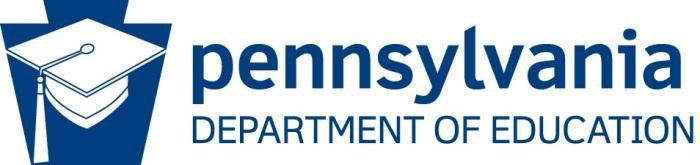 pennsylvania
DEPARTMENT OF EDUCATION